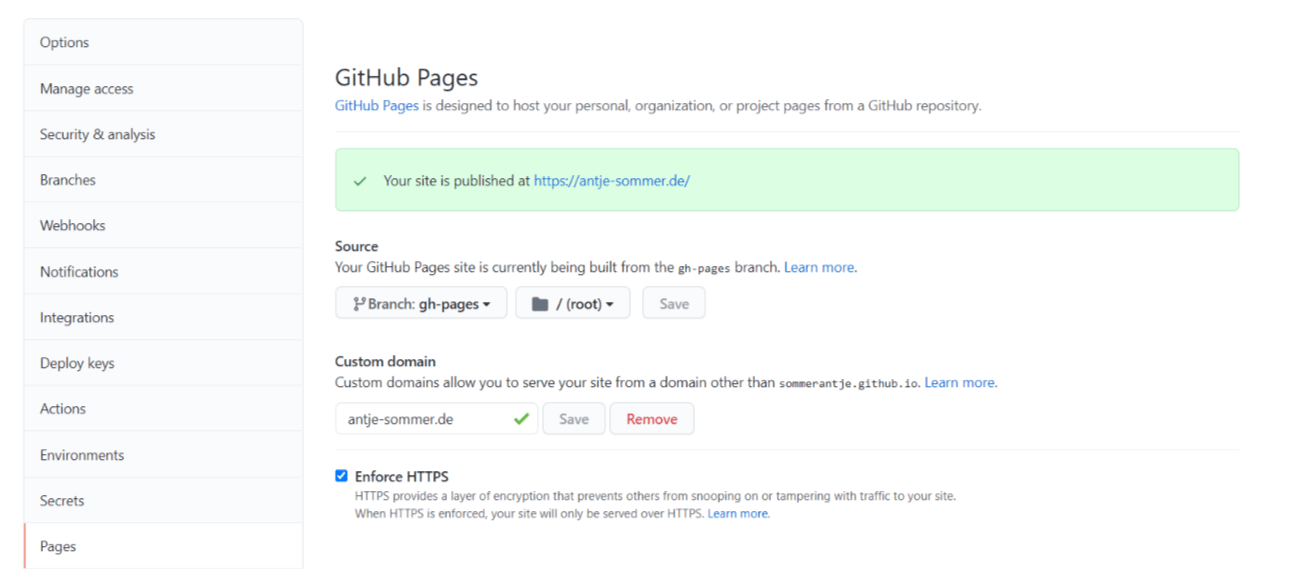 Options
Manage access
Security & analysis
Branches
Webhooks
Notifications
Integrations
Deploy keys
Actions
Environments
Secrets
Pages
GitHub Pages
GitHub Pages is designed to host your personal, organization, or project pages from a GitHub repository.
Your site is published at https://antje-sommer.de/
Source
Your GitHub Pages site is currently being built from the gh-pages branch. Learn more.
Branch: gh-pages / (root) Save
Custom domain
Custom domains allow you to serve your site from a domain other than sommerantje.github.io. Learn more.
antje-sommer.de Save Remove
Enforce HTTPS
HTTPS provides a layer of encryption that prevents others from snooping on or tampering with traffic to your site.
When HTTPS is enforced, your site will only be served over HTTPS. Learn more.